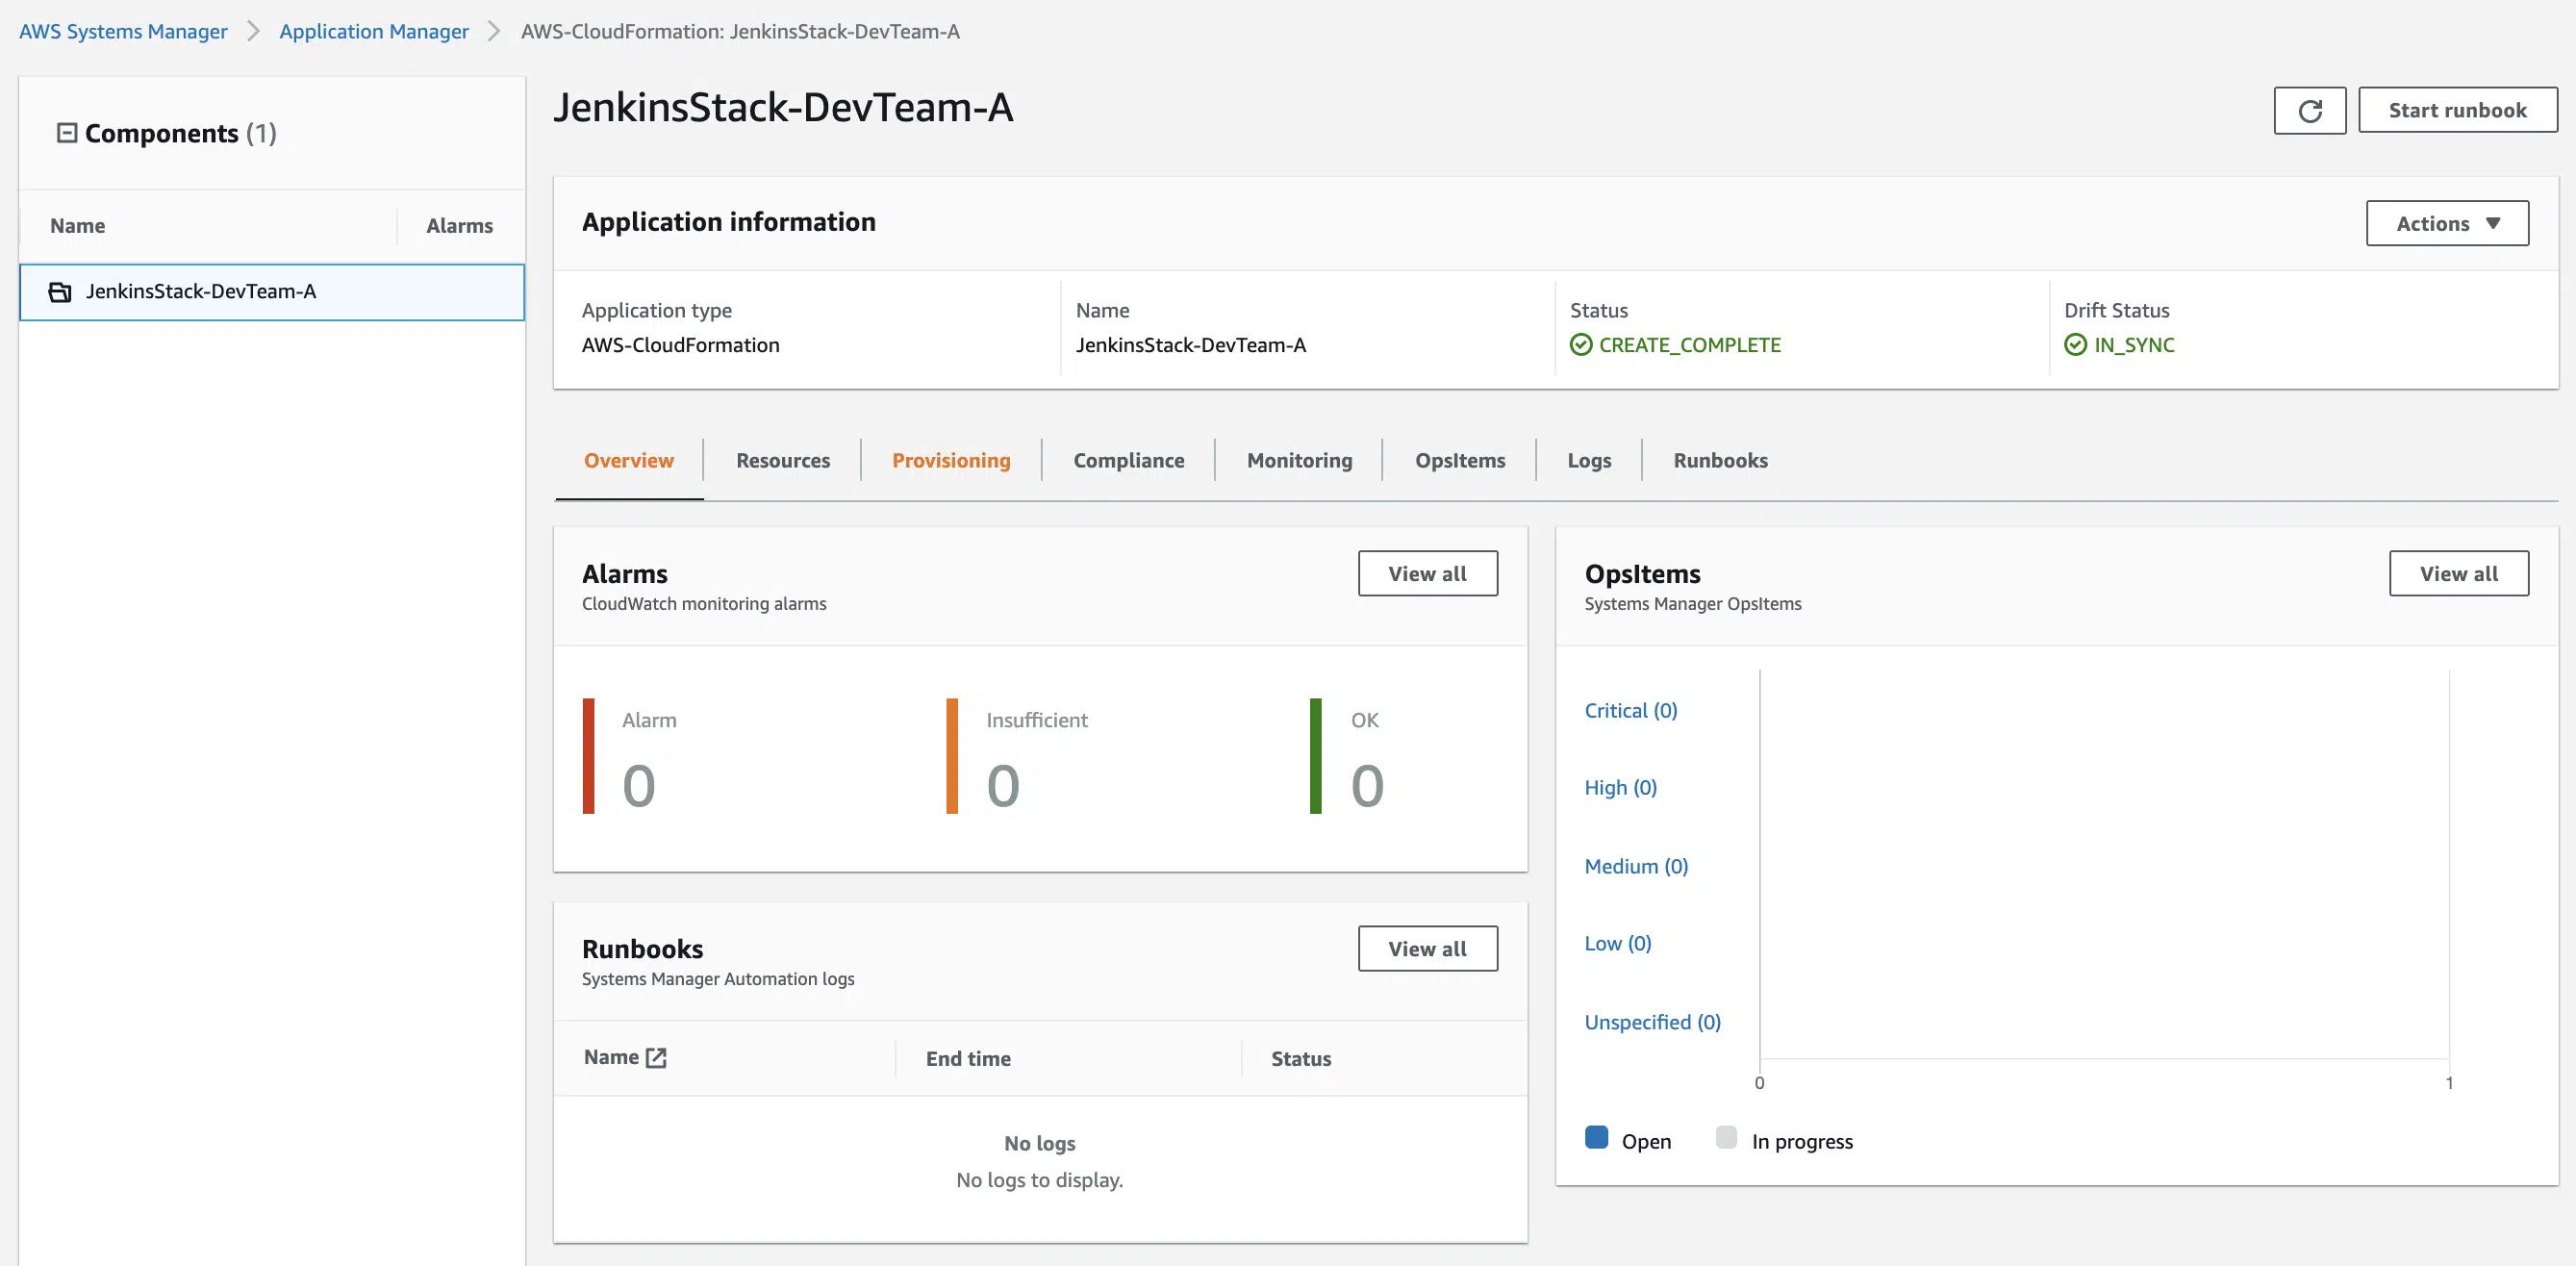 AWS Systems Manager
Application Manager
AWS-CloudFormation: JenkinsStack-DevTeam-A
Components (1)
Name
Alarms
JenkinsStack-DevTeam-A
JenkinsStack-DevTeam-A
Start runbook
Application information
Actions
Application type
AWS-CloudFormation
Name
JenkinsStack-DevTeam-A
Status
CREATE_COMPLETE
Drift Status
IN_SYNC
Overview
Resources
Provisioning
Compliance
Monitoring
OpsItems
Logs
Runbooks
Alarms
CloudWatch monitoring alarms
View all
Alarm
0
Insufficient
0
OK
0
Runbooks
Systems Manager Automation logs
View all
Name
End time
Status
No logs
No logs to display.
OpsItems
Systems Manager OpsItems
View all
Critical (0)
High (0)
Medium (0)
Low (0)
Unspecified (0)
0
1
Open
In progress